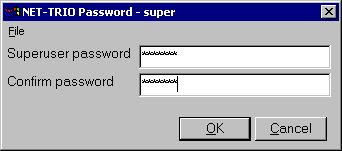 NET-TRIO Password - super
File
Superuser password ********
Confirm password ********
OK Cancel